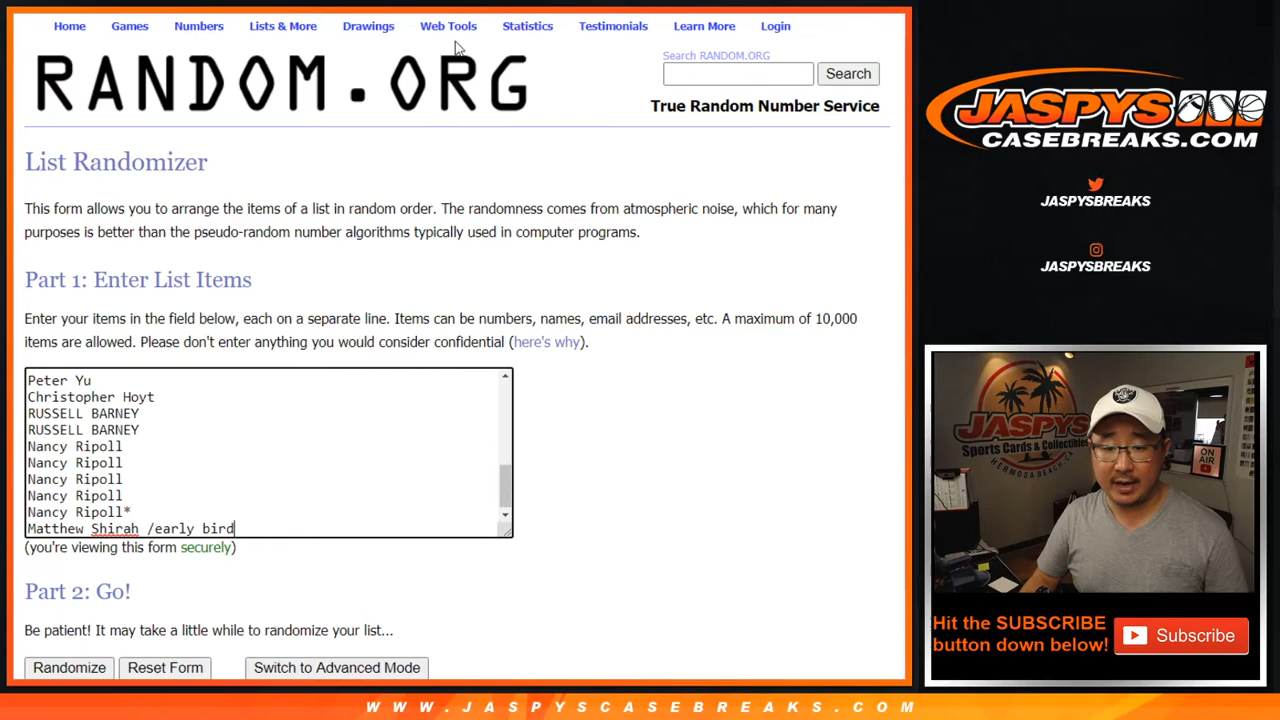 Home Games Numbers Lists & More Drawings Web Tools Statistics Testimonials Learn More Login
RANDOM.ORG
Search RANDOM.ORG
Search
True Random Number Service
List Randomizer
This form allows you to arrange the items of a list in random order. The randomness comes from atmospheric noise, which for many
purposes is better than the pseudo-random number algorithms typically used in computer programs.
Part 1: Enter List Items
Enter your items in the field below, each on a separate line. Items can be numbers, names, email addresses, etc. A maximum of 10,000
items are allowed. Please don't enter anything you would consider confidential (here's why).
Peter Yu
Christopher Hoyt
RUSSELL BARNEY
RUSSELL BARNEY
Nancy Ripoll
Nancy Ripoll
Nancy Ripoll
Nancy Ripoll
Nancy Ripoll*
Matthew Shirah /early bird
(you're viewing this form securely)
Part 2: Go!
Be patient! It may take a little while to randomize your list...
Randomize Reset Form Switch to Advanced Mode
JASPYS
CASEBREAKS.COM
JASPYSBREAKS
JASPYSBREAKS
JASPYS
Sports Cards & Collectibles
HERMOSA BEACH, CA
ON AIR
Hit the SUBSCRIBE
button down below!
Subscribe
WWW.JASPYSCASEBREAKS.COM